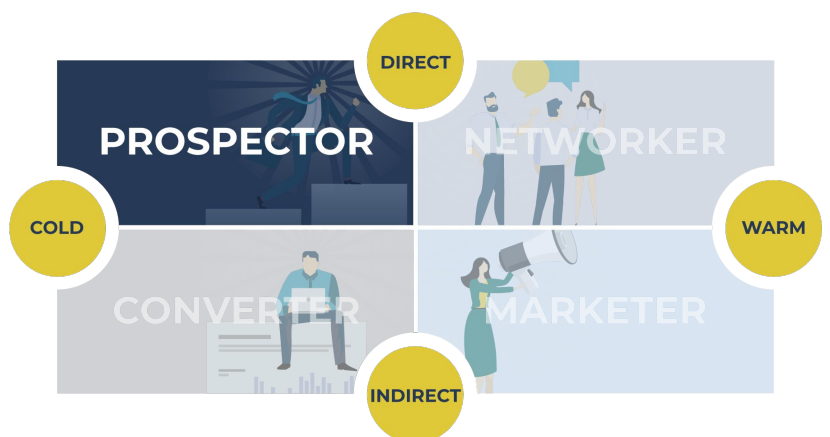 DIRECT
PROSPECTOR
NETWORKER
COLD
WARM
CONVERTER
MARKETER
INDIRECT